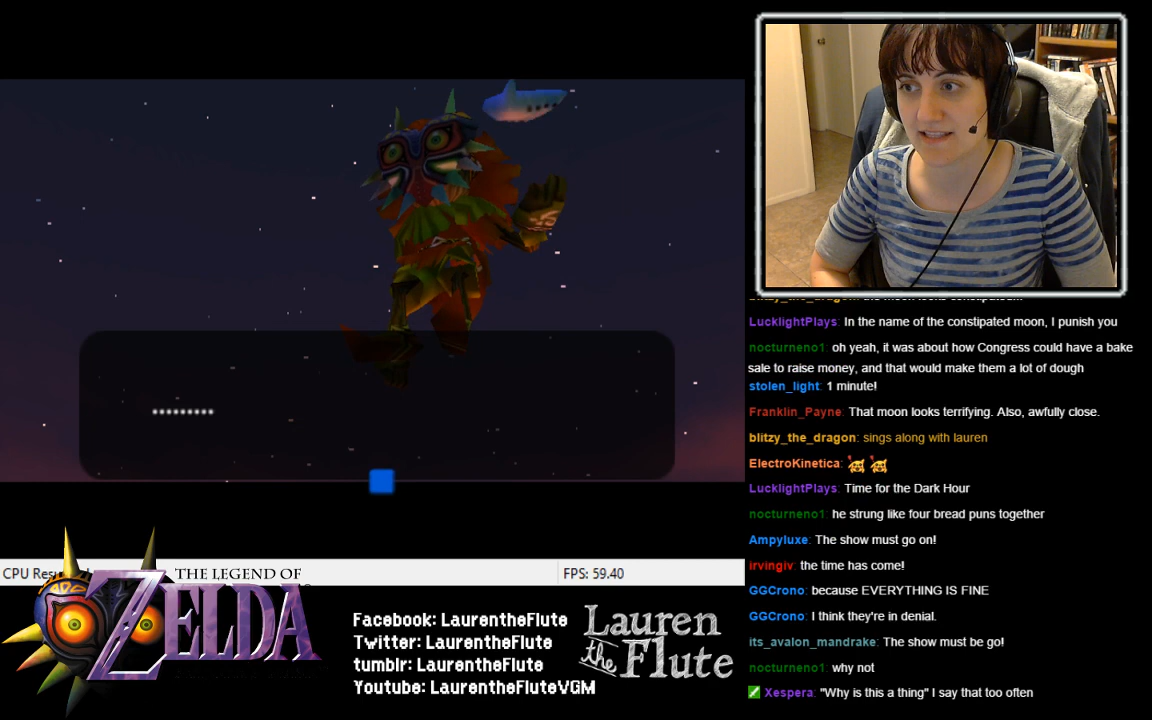 .........
CPU
FPS: 59.40
THE LEGEND OF
ZELDA
Facebook: LaurentheFlute
Twitter: LaurentheFlute
tumblr: LaurentheFlute
Youtube: LaurentheFluteVGM
Lauren
the Flute
LucklightPlays: In the name of the constipated moon, I punish you
nocturneno1: oh yeah, it was about how Congress could have a bake
sale to raise money, and that would make them a lot of dough
stolen_light: 1 minute!
Franklin_Payne: That moon looks terrifying. Also, awfully close.
blitzy_the_dragon: sings along with lauren
ElectroKinetica:
LucklightPlays: Time for the Dark Hour
nocturneno1: he strung like four bread puns together
Ampyluxe: The show must go on!
irvingiv: the time has come!
GGCrono: because EVERYTHING IS FINE
GGCrono: I think they're in denial.
its_avalon_mandrake: The show must be go!
nocturneno1: why not
Xespera: "Why is this a thing" I say that too often